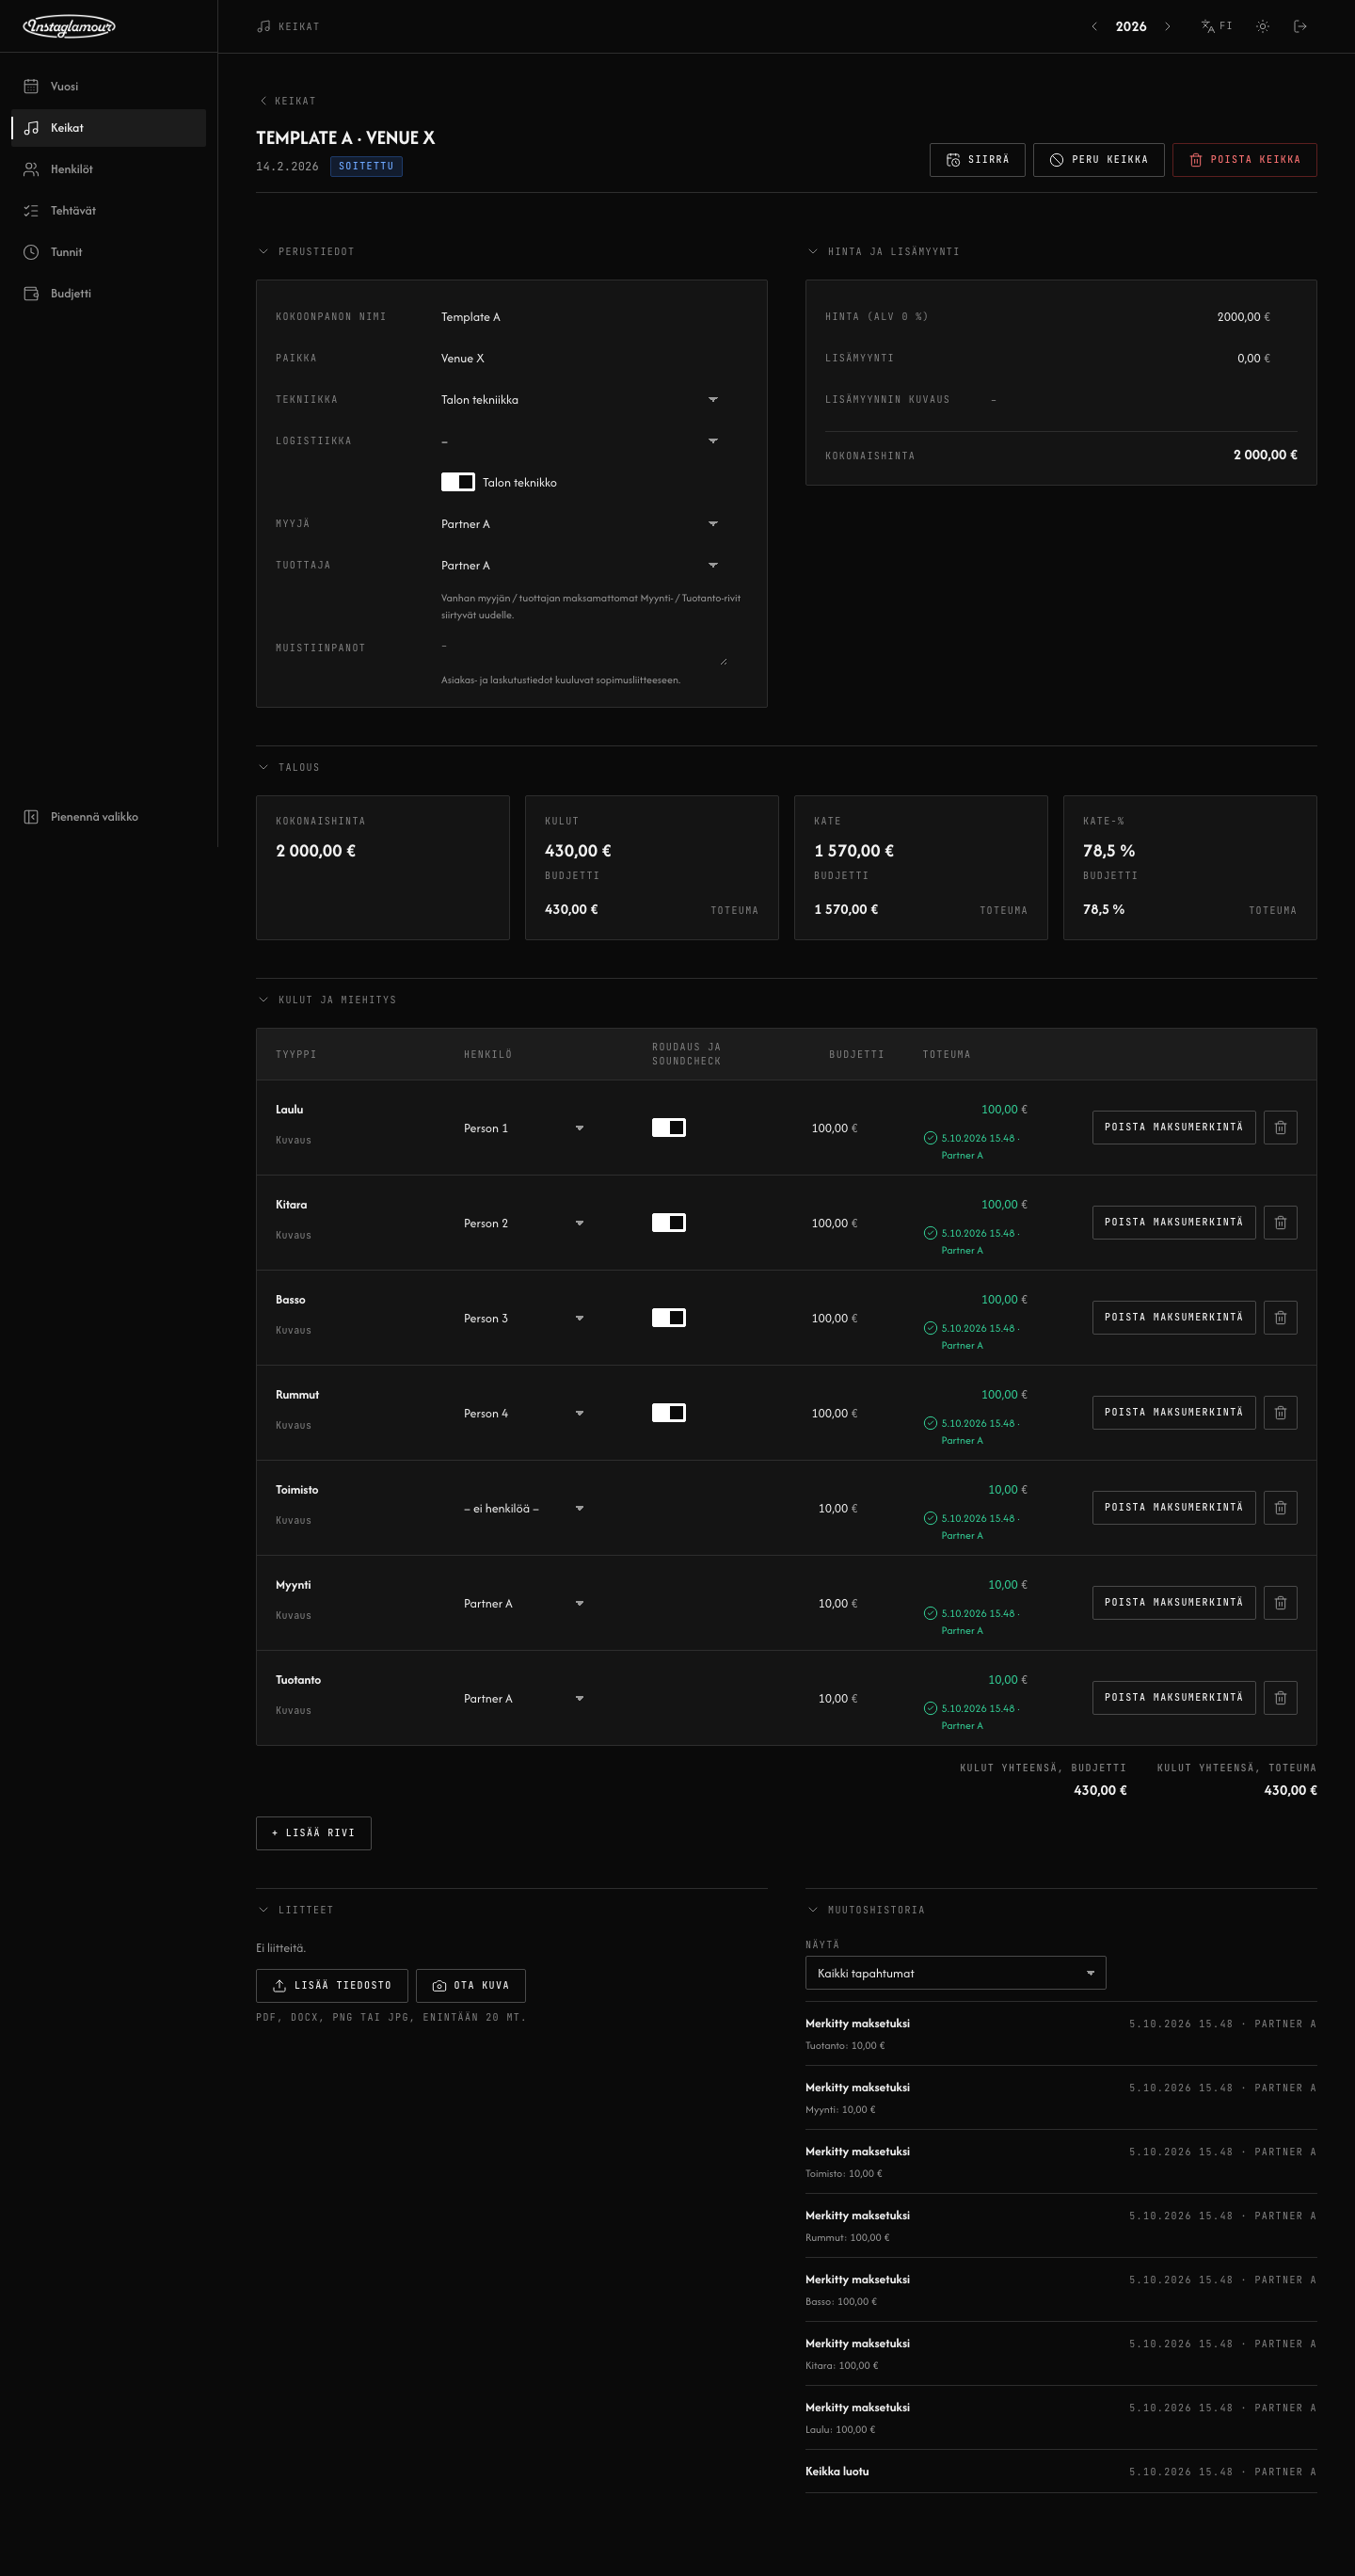 Instaglamour
KEIKAT
2026
FI
Vuosi
Keikat
Henkilöt
Tehtävät
Tunnit
Budjetti
Pienennä valikko
KEIKAT
TEMPLATE A · VENUE X
14.2.2026 SOITETTU
SIIRRÄ
PERU KEIKKA
POISTA KEIKKA
PERUSTIEDOT
KOKOONPANON NIMI Template A
PAIKKA Venue X
TEKNIIKKA Talon tekniikka
LOGISTIIKKA –
Talon teknikko
MYYJÄ Partner A
TUOTTAJA Partner A
Vanhan myyjän / tuottajan maksamattomat Myynti- / Tuotanto-rivit
siirtyvät uudelle.
MUISTIINPANOT –
Asiakas- ja laskutustiedot kuuluvat sopimusliitteeseen.
HINTA JA LISÄMYYNTI
HINTA (ALV 0 %) 2000,00 €
LISÄMYYNTI 0,00 €
LISÄMYYNNIN KUVAUS –
KOKONAISHINTA 2 000,00 €
TALOUS
KOKONAISHINTA
2 000,00 €
KULUT
430,00 €
BUDJETTI
430,00 € TOTEUMA
KATE
1 570,00 €
BUDJETTI
1 570,00 € TOTEUMA
KATE-%
78,5 %
BUDJETTI
78,5 % TOTEUMA
KULUT JA MIEHITYS
TYYPPI HENKILÖ ROUDAUS JA SOUNDCHECK BUDJETTI TOTEUMA
Laulu
Kuvaus
Person 1
100,00 €
100,00 €
5.10.2026 15.48 ·
Partner A
POISTA MAKSUMERKINTÄ
Kitara
Kuvaus
Person 2
100,00 €
100,00 €
5.10.2026 15.48 ·
Partner A
POISTA MAKSUMERKINTÄ
Basso
Kuvaus
Person 3
100,00 €
100,00 €
5.10.2026 15.48 ·
Partner A
POISTA MAKSUMERKINTÄ
Rummut
Kuvaus
Person 4
100,00 €
100,00 €
5.10.2026 15.48 ·
Partner A
POISTA MAKSUMERKINTÄ
Toimisto
Kuvaus
– ei henkilöä –
10,00 €
10,00 €
5.10.2026 15.48 ·
Partner A
POISTA MAKSUMERKINTÄ
Myynti
Kuvaus
Partner A
10,00 €
10,00 €
5.10.2026 15.48 ·
Partner A
POISTA MAKSUMERKINTÄ
Tuotanto
Kuvaus
Partner A
10,00 €
10,00 €
5.10.2026 15.48 ·
Partner A
POISTA MAKSUMERKINTÄ
KULUT YHTEENSÄ, BUDJETTI
430,00 €
KULUT YHTEENSÄ, TOTEUMA
430,00 €
+ LISÄÄ RIVI
LIITTEET
Ei liitteitä.
LISÄÄ TIEDOSTO
OTA KUVA
PDF, DOCX, PNG TAI JPG, ENINTÄÄN 20 MT.
MUUTOSHISTORIA
NÄYTÄ
Kaikki tapahtumat
Merkitty maksetuksi 5.10.2026 15.48 · PARTNER A
Tuotanto: 10,00 €
Merkitty maksetuksi 5.10.2026 15.48 · PARTNER A
Myynti: 10,00 €
Merkitty maksetuksi 5.10.2026 15.48 · PARTNER A
Toimisto: 10,00 €
Merkitty maksetuksi 5.10.2026 15.48 · PARTNER A
Rummut: 100,00 €
Merkitty maksetuksi 5.10.2026 15.48 · PARTNER A
Basso: 100,00 €
Merkitty maksetuksi 5.10.2026 15.48 · PARTNER A
Kitara: 100,00 €
Merkitty maksetuksi 5.10.2026 15.48 · PARTNER A
Laulu: 100,00 €
Keikka luotu 5.10.2026 15.48 · PARTNER A